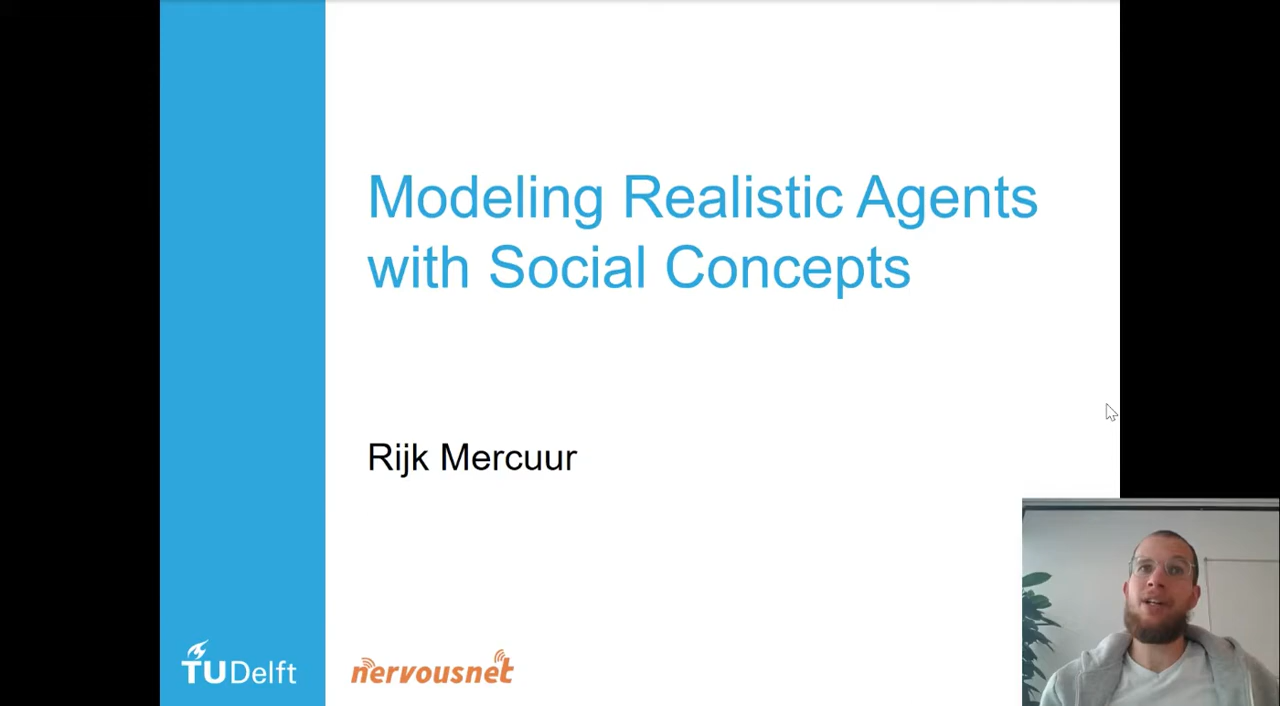 Modeling Realistic Agents
with Social Concepts
Rijk Mercuur
TUDelft
nervousnet